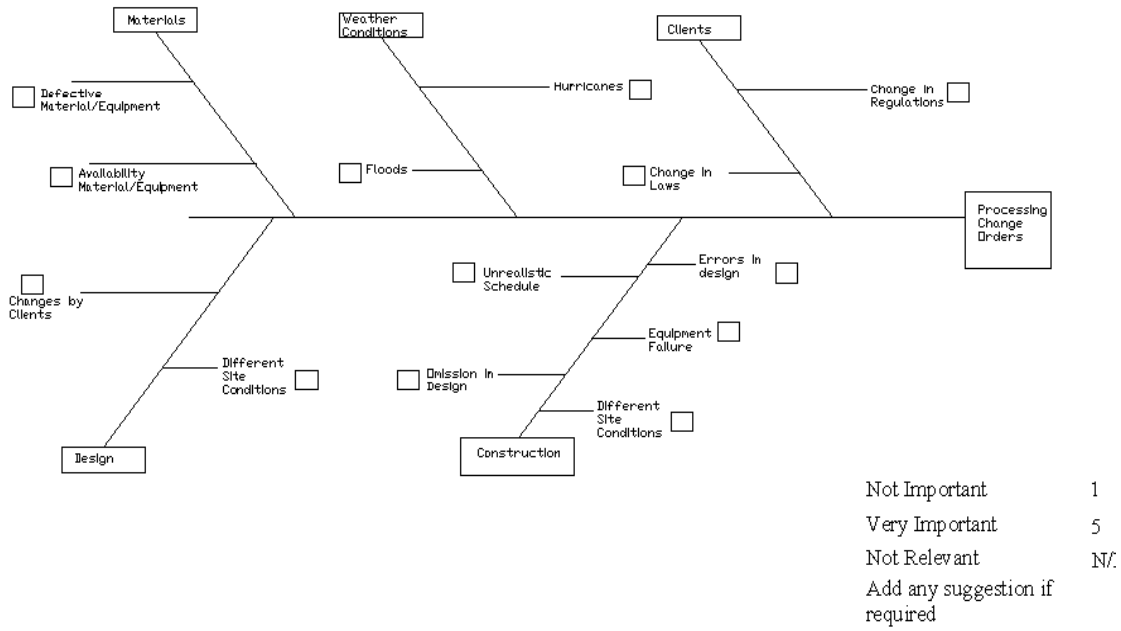 Materials
Weather
Conditions
Clients
Defective
Material/Equipment
Hurricanes
Change in
Regulations
Availability
Material/Equipment
Floods
Change in
Laws
Processing
Change
Orders
Changes by
Clients
Unrealistic
Schedule
Errors in
design
Equipment
Failure
Different
Site
Conditions
Omission in
Design
Different
Site
Conditions
Design
Construction
Not Important 1
Very Important 5
Not Relevant N/.
Add any suggestion if
required